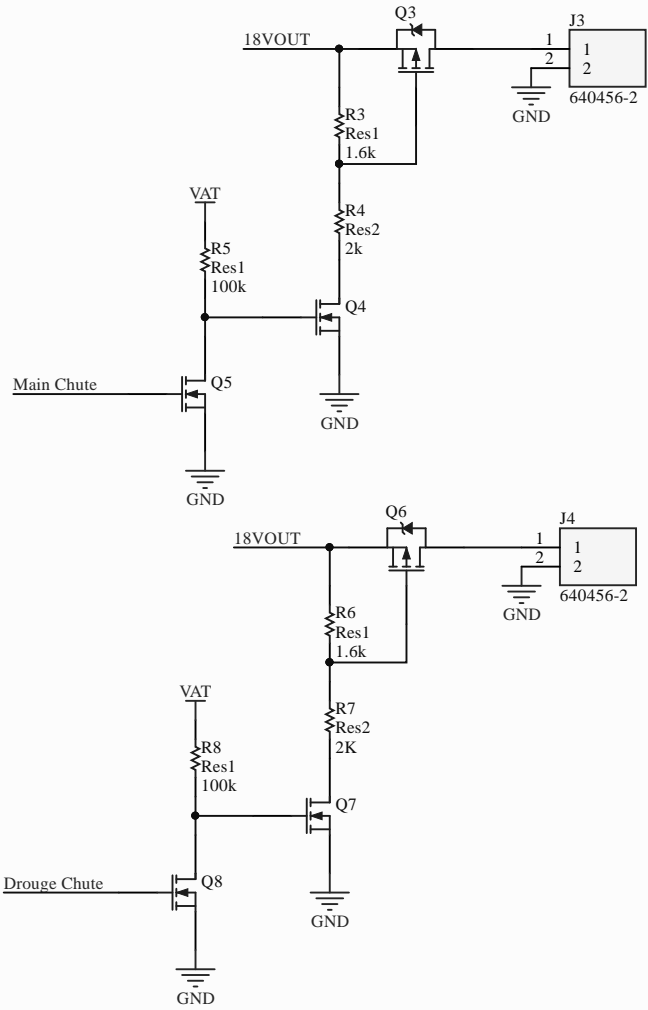 Q3
J3
18VOUT
1
1
2
2
GND
640456-2
R3
Res1
1.6k
VAT
R4
Res2
2k
R5
Res1
100k
Q4
Main Chute
Q5
GND
GND
Q6
J4
18VOUT
1
1
2
2
GND
640456-2
R6
Res1
1.6k
VAT
R7
Res2
2K
R8
Res1
100k
Q7
Drouge Chute
Q8
GND
GND